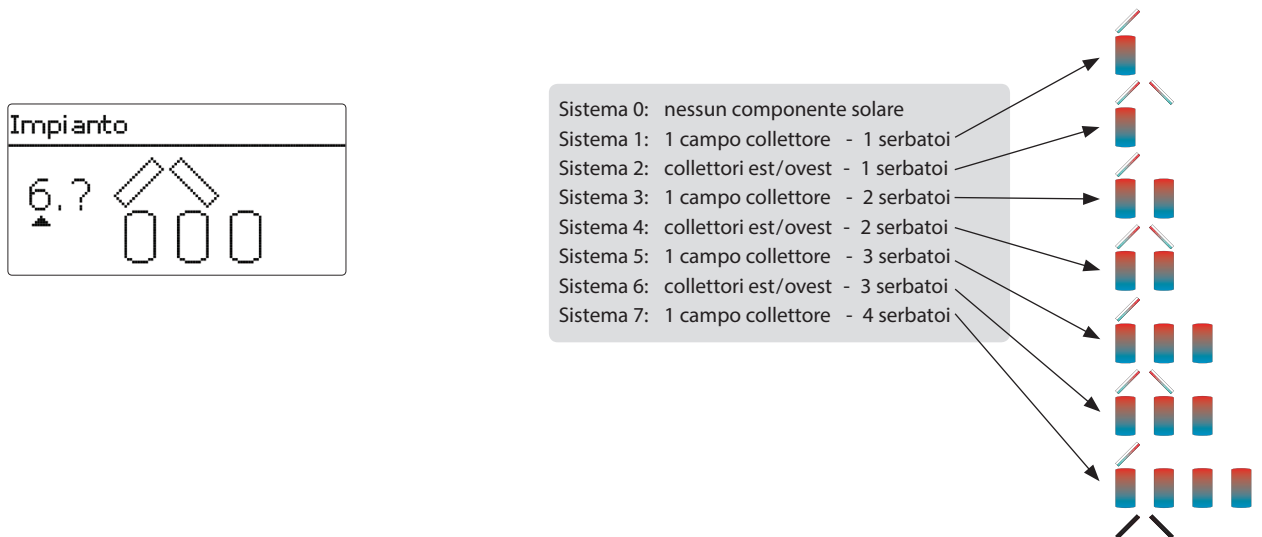 Impianto
6.?
Sistema 0: nessun componente solare
Sistema 1: 1 campo collettore - 1 serbatoi
Sistema 2: collettori est/ovest - 1 serbatoi
Sistema 3: 1 campo collettore - 2 serbatoi
Sistema 4: collettori est/ovest - 2 serbatoi
Sistema 5: 1 campo collettore - 3 serbatoi
Sistema 6: collettori est/ovest - 3 serbatoi
Sistema 7: 1 campo collettore - 4 serbatoi